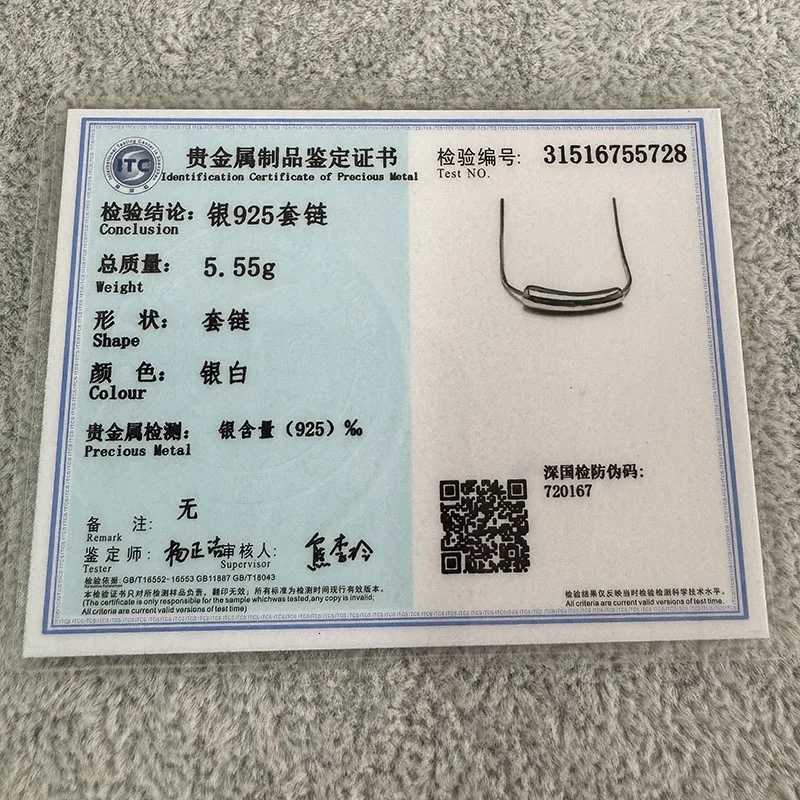 ITC
贵金属制品鉴定证书
Identification Certificate of Precious Metal
检验编号: 31516755728
Test NO.
检验结论: 银925套链
Conclusion
总质量: 5.55g
Weight
形 状: 套链
Shape
颜 色: 银白
Colour
贵金属检测: 银含量（925）‰
Precious Metal
深国检防伪码:
720167
备 注: 无
Remark
鉴定师: 杨正洁 审核人:
Tester Supervisor
检验依据: GB/T16552-16553 GB11887 GB/T18043
本检验证书只对所检测样品负责, 翻印无效; 所有标准为检测时间现行有效版本。
(The certificate is only responsible for the sample whichwas tested,any copy is invalid;
All criteria are current valid versions of test time)
检验结果仅反映当时检验检测科学技术水平。
All criteria are current valid versions of test time)